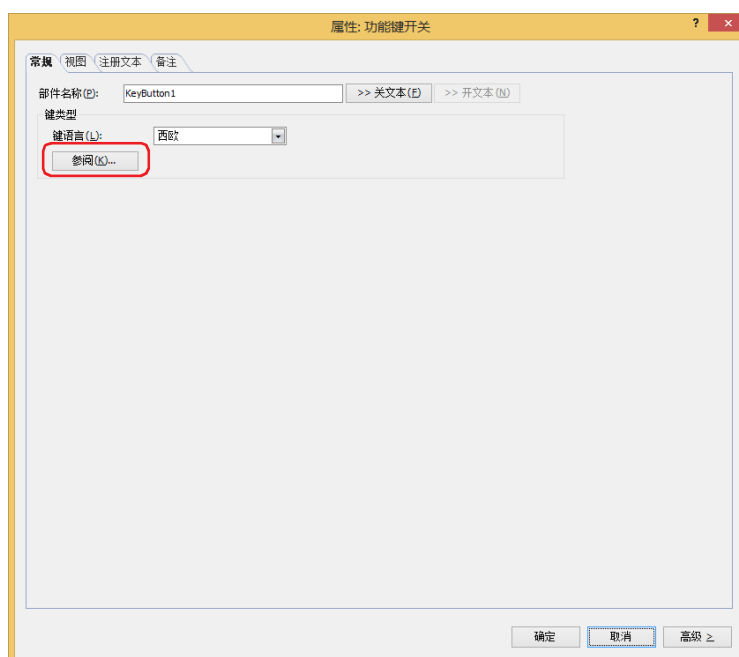 属性: 功能键开关
?
×
常规 视图 注册文本 备注
部件名称(P): KeyButton1 >> 关文本(F) >> 开文本(N)
键类型
键语言(L): 西欧
参阅(K)...
确定 取消 高级 ≥